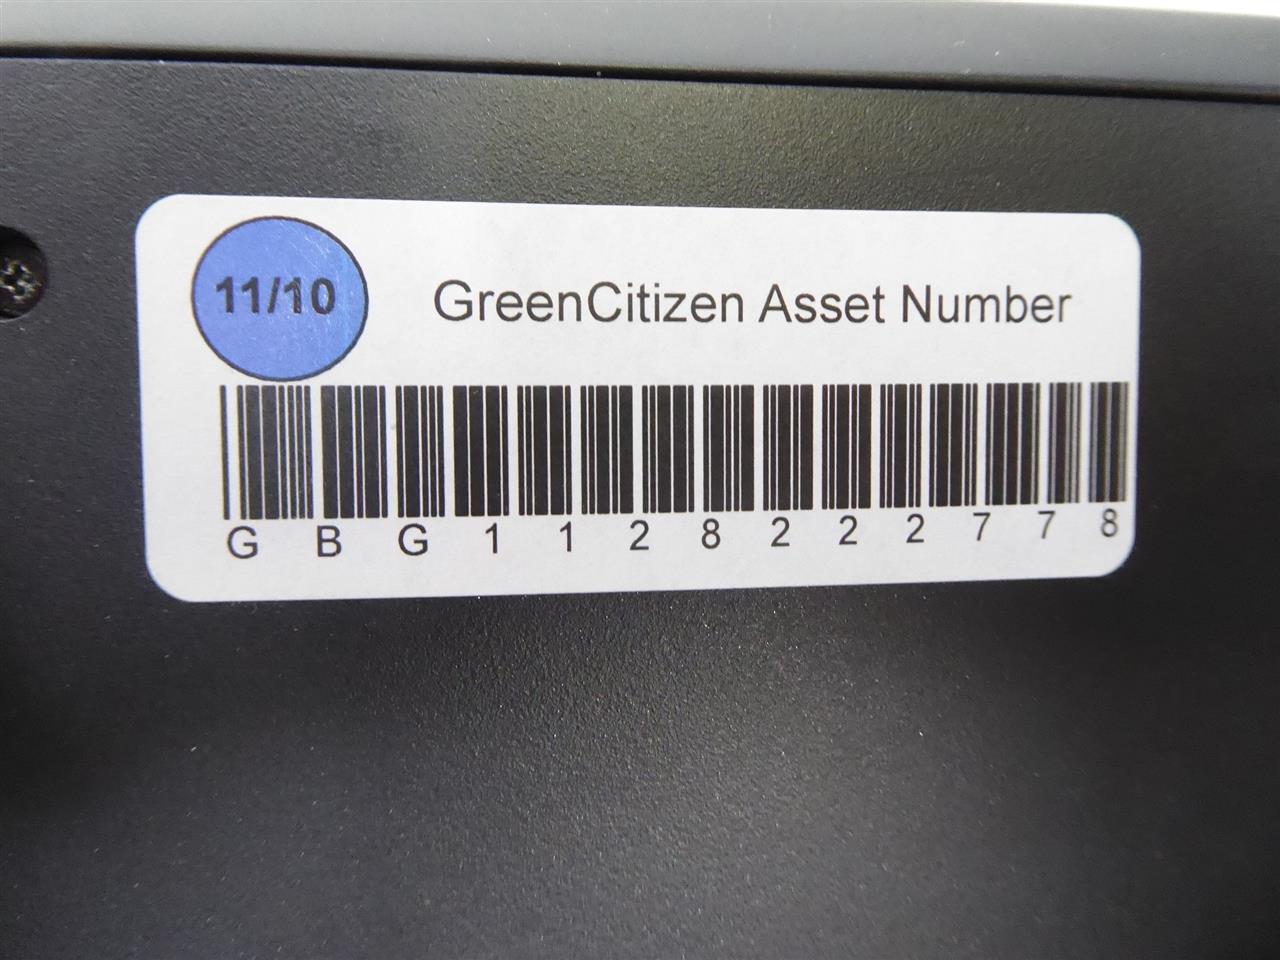 11/10
GreenCitizen Asset Number
G B G 1 1 2 8 2 2 2 7 7 8